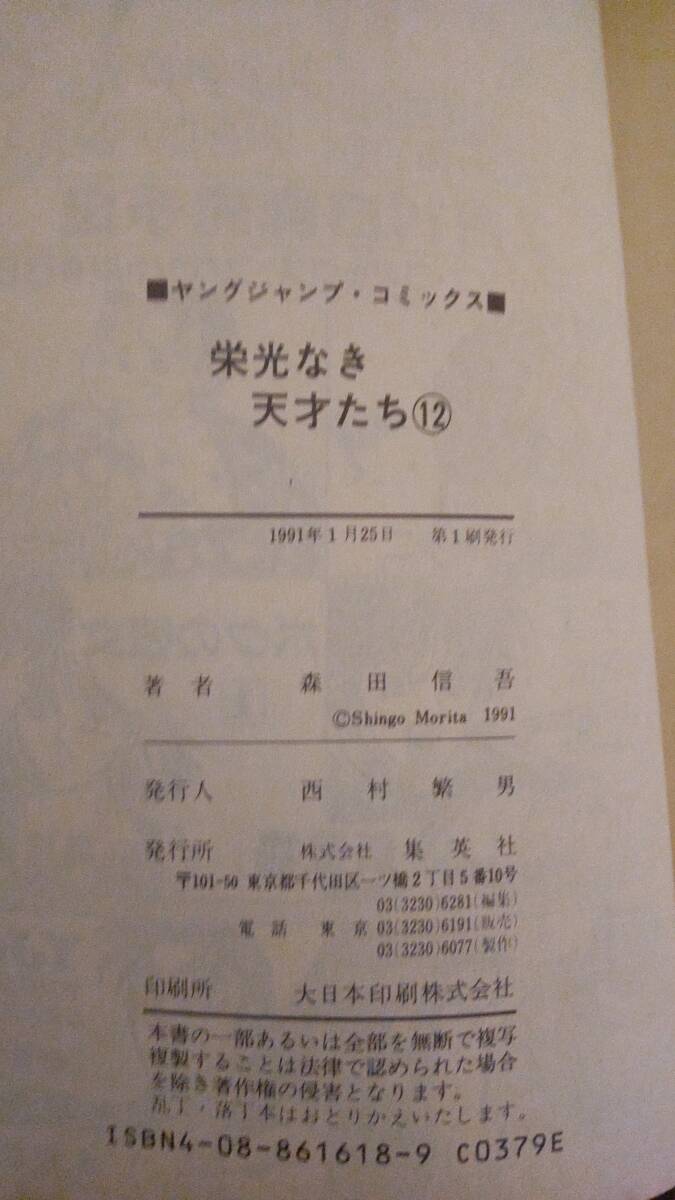 ■ヤングジャンプ・コミックス■
栄光なき
天才たち⑫
1991年1月25日 第1刷発行
著者 森田信吾
©Shingo Morita 1991
発行人 西村繁男
発行所 株式会社 集英社
〒101-50 東京都千代田区一ツ橋2丁目5番10号
03(3230)6281(編集)
電話 東京 03(3230)6191(販売)
03(3230)6077(製作)
印刷所 大日本印刷株式会社
本書の一部あるいは全部を無断で複写
複製することは法律で認められた場合
を除き著作権の侵害となります。
乱丁・落丁本はおとりかえいたします。
ISBN4-08-861618-9 C0379E